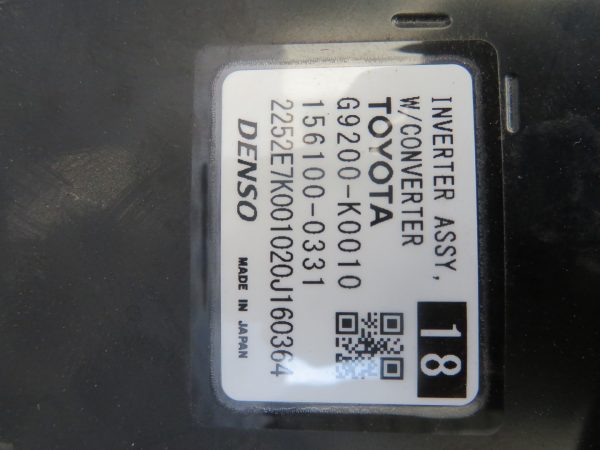 INVERTER ASSY,
W/CONVERTER
18
TOYOTA
G9200-K0010
156100-0331
2252E7K001020J160364
DENSO MADE IN JAPAN